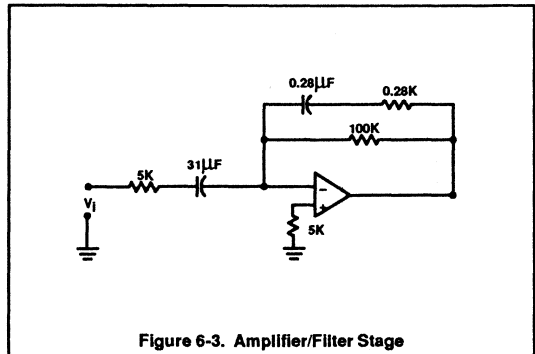 0.28µF
0.28K
100K
31µF
5K
Vi
−
+
5K
Figure 6-3. Amplifier/Filter Stage